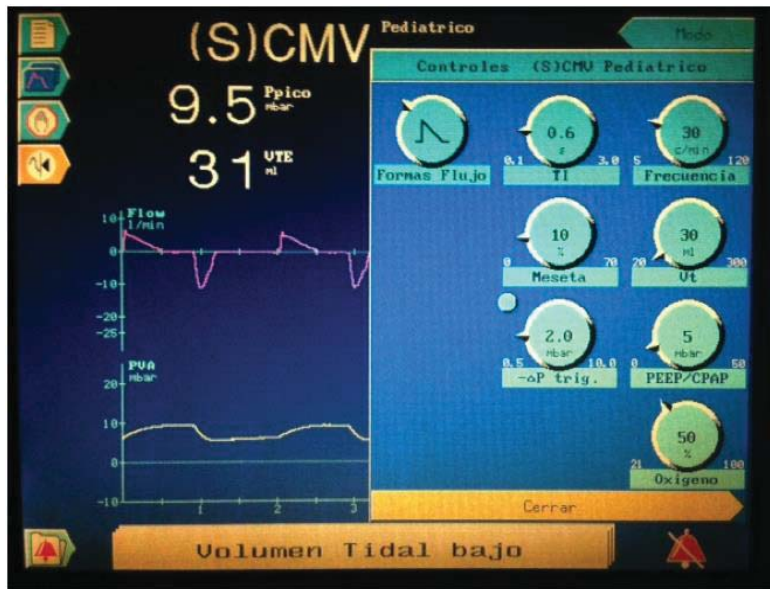 (S)CMV
Pediatrico
Modo
9.5 Ppico
mbar
31 VTE
ml
Controles (S)CMV Pediatrico
Formas Flujo
0.6
s
0.1 3.0
TI
30
c/min
5 120
Frecuencia
10
%
0 70
Meseta
30
ml
20 300
Vt
2.0
mbar
0.5 10.0
-△P trig.
5
mbar
0 50
PEEP/CPAP
50
%
21 100
Oxigeno
Cerrar
Flow
l/min
10
0
-10
-20
-25
PVA
mbar
20
10
0
-10
1 2 3
Volumen Tidal bajo